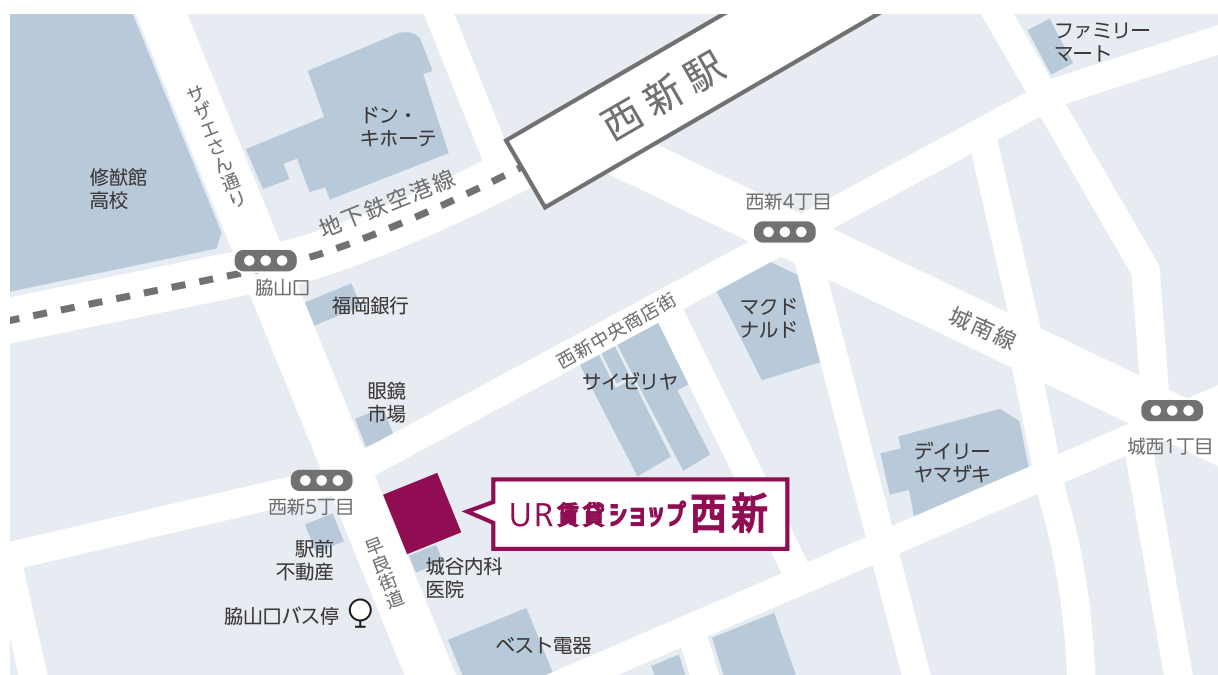 ファミリー
マート
西新駅
サザエさん通り
ドン・
キホーテ
修猷館
高校
地下鉄空港線
西新4丁目
脇山口
福岡銀行
マクド
ナルド
城南線
西新中央商店街
サイゼリヤ
眼鏡
市場
城西1丁目
デイリー
ヤマザキ
西新5丁目
UR賃貸ショップ西新
駅前
不動産
早良街道
城谷内科
医院
脇山口バス停
ベスト電器